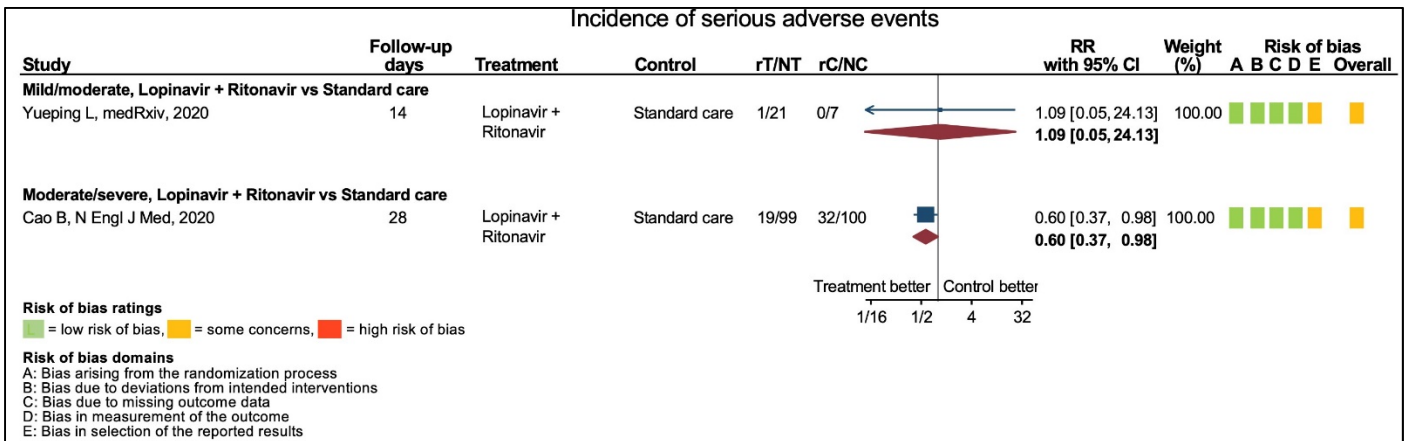 Incidence of serious adverse events
Study Follow-up days Treatment Control rT/NT rC/NC RR with 95% CI Weight (%) Risk of bias A B C D E Overall
Mild/moderate, Lopinavir + Ritonavir vs Standard care
Yueping L, medRxiv, 2020 14 Lopinavir + Ritonavir Standard care 1/21 0/7 1.09 [0.05, 24.13] 100.00
1.09 [0.05, 24.13]
Moderate/severe, Lopinavir + Ritonavir vs Standard care
Cao B, N Engl J Med, 2020 28 Lopinavir + Ritonavir Standard care 19/99 32/100 0.60 [0.37, 0.98] 100.00
0.60 [0.37, 0.98]
Treatment better Control better
1/16 1/2 4 32
Risk of bias ratings
L = low risk of bias, = some concerns, = high risk of bias
Risk of bias domains
A: Bias arising from the randomization process
B: Bias due to deviations from intended interventions
C: Bias due to missing outcome data
D: Bias in measurement of the outcome
E: Bias in selection of the reported results